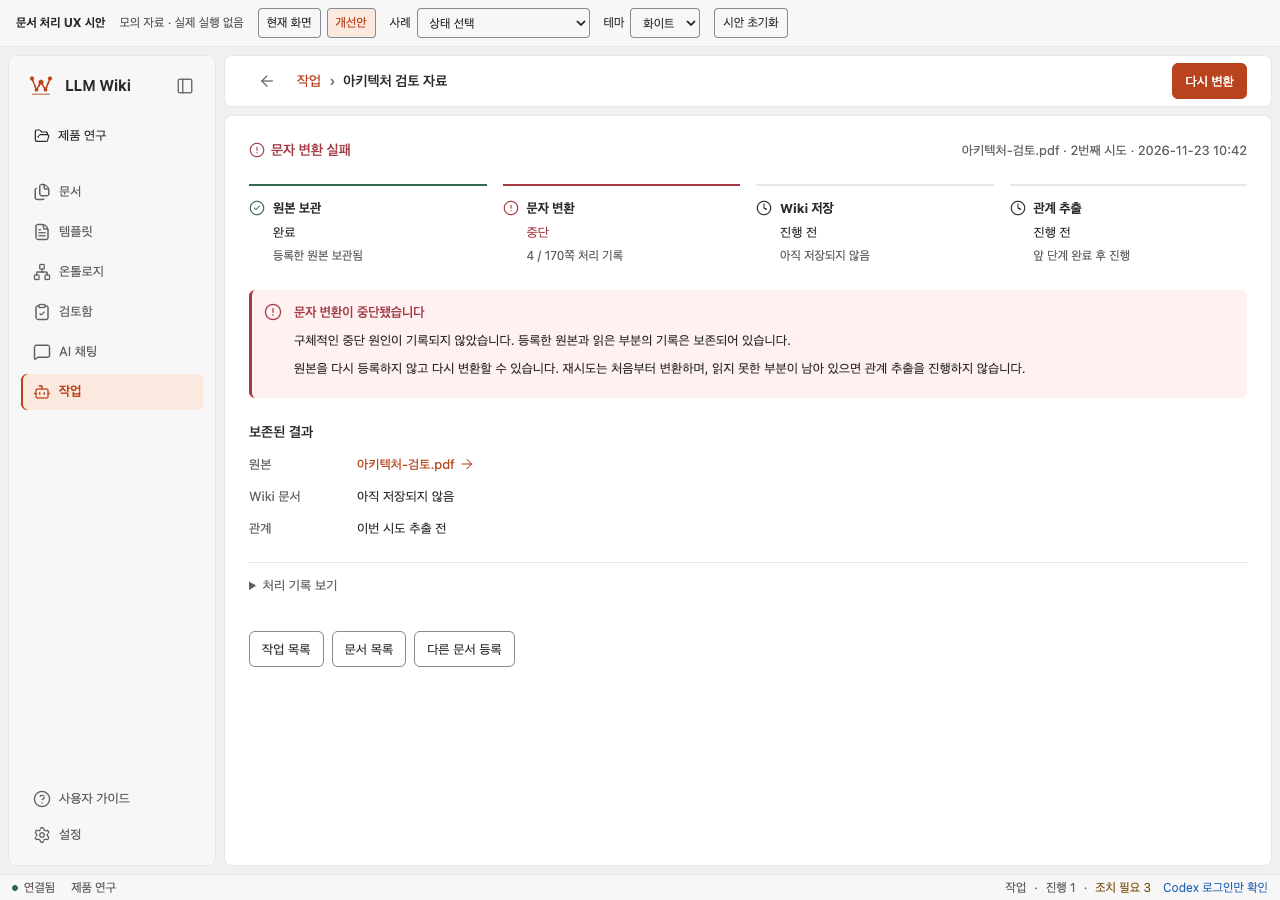 문서 처리 UX 시안 모의 자료 · 실제 실행 없음 현재 화면 개선안 사례 상태 선택 테마 화이트 시안 초기화
LLM Wiki
제품 연구
문서
템플릿
온톨로지
검토함
AI 채팅
작업
사용자 가이드
설정
작업 › 아키텍처 검토 자료
다시 변환
문자 변환 실패
아키텍처-검토.pdf · 2번째 시도 · 2026-11-23 10:42
원본 보관
완료
등록한 원본 보관됨
문자 변환
중단
4 / 170쪽 처리 기록
Wiki 저장
진행 전
아직 저장되지 않음
관계 추출
진행 전
앞 단계 완료 후 진행
문자 변환이 중단됐습니다
구체적인 중단 원인이 기록되지 않았습니다. 등록한 원본과 읽은 부분의 기록은 보존되어 있습니다.
원본을 다시 등록하지 않고 다시 변환할 수 있습니다. 재시도는 처음부터 변환하며, 읽지 못한 부분이 남아 있으면 관계 추출을 진행하지 않습니다.
보존된 결과
원본 아키텍처-검토.pdf →
Wiki 문서 아직 저장되지 않음
관계 이번 시도 추출 전
▶ 처리 기록 보기
작업 목록 문서 목록 다른 문서 등록
연결됨 제품 연구
작업 · 진행 1 · 조치 필요 3 Codex 로그인만 확인